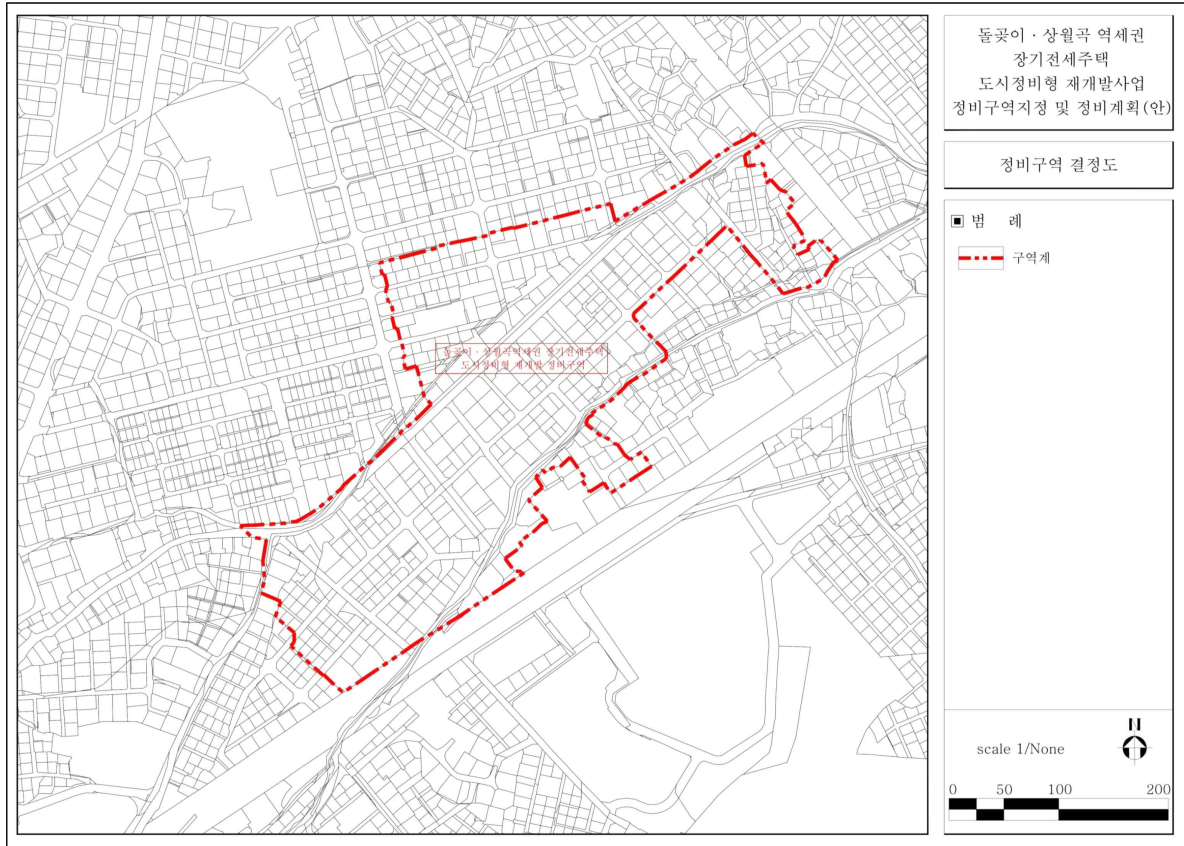 돌곶이 · 상월곡 역세권
장기전세주택
도시정비형 재개발사업
정비구역지정 및 정비계획(안)
정비구역 결정도
범 례
구역계
돌곶이 · 상월곡역세권 장기전세주택
도시정비형 재개발 정비구역
scale 1/None
N
0 50 100 200